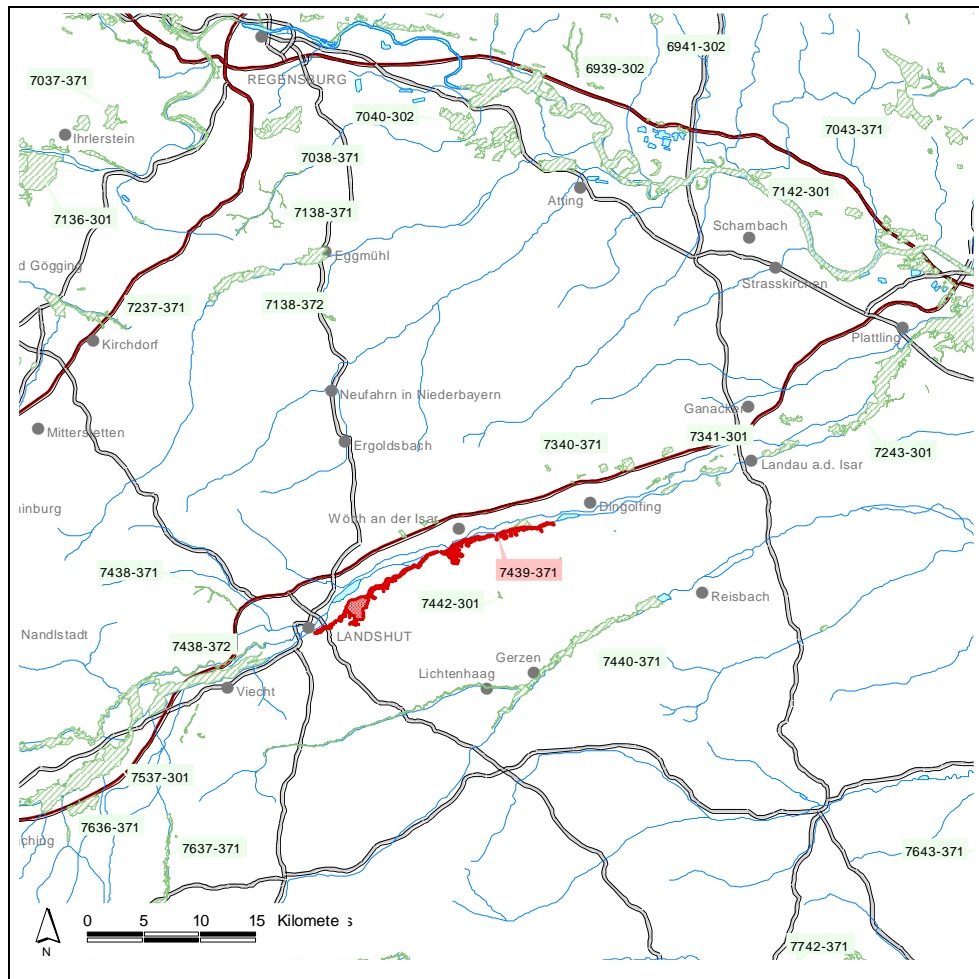 6941-302
6939-302
7037-371
REGENSBURG
7040-302
7043-371
Ihrlerstein
7038-371
7142-301
7136-301
7138-371
Atting
Schambach
Eggmühl
d Gögging
Strasskirchen
7237-371
7138-372
Plattling
Kirchdorf
Neufahrn in Niederbayern
Ganacker
Mitterstetten
Ergoldsbach
7340-371
7341-301
7243-301
Landau a.d. Isar
Dingolfing
ainburg
Wörth an der Isar
7438-371
7439-371
Reisbach
7442-301
Nandlstadt
LANDSHUT
7438-372
Gerzen
7440-371
Lichtenhaag
Viecht
7537-301
7636-371
ching
7637-371
7643-371
0 5 10 15 Kilometers
N
7742-371